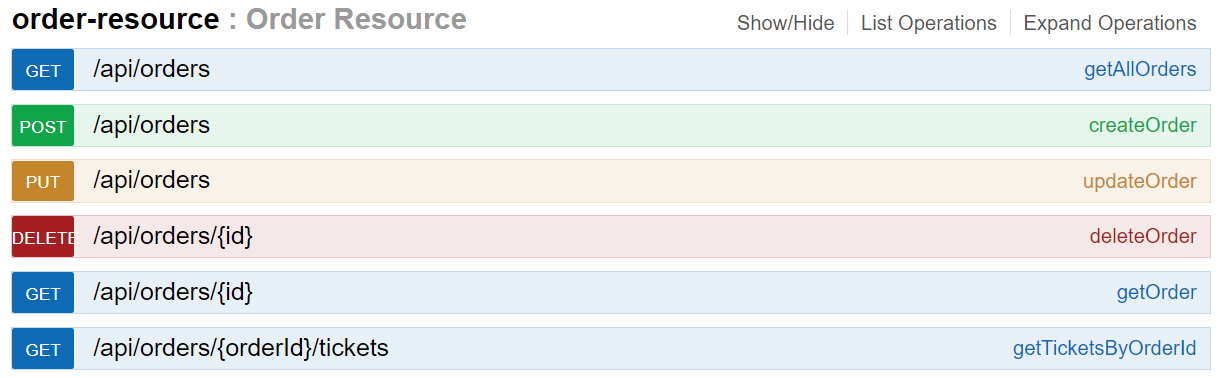 order-resource : Order Resource Show/Hide List Operations Expand Operations
GET /api/orders getAllOrders
POST /api/orders createOrder
PUT /api/orders updateOrder
DELETE /api/orders/{id} deleteOrder
GET /api/orders/{id} getOrder
GET /api/orders/{orderId}/tickets getTicketsByOrderId